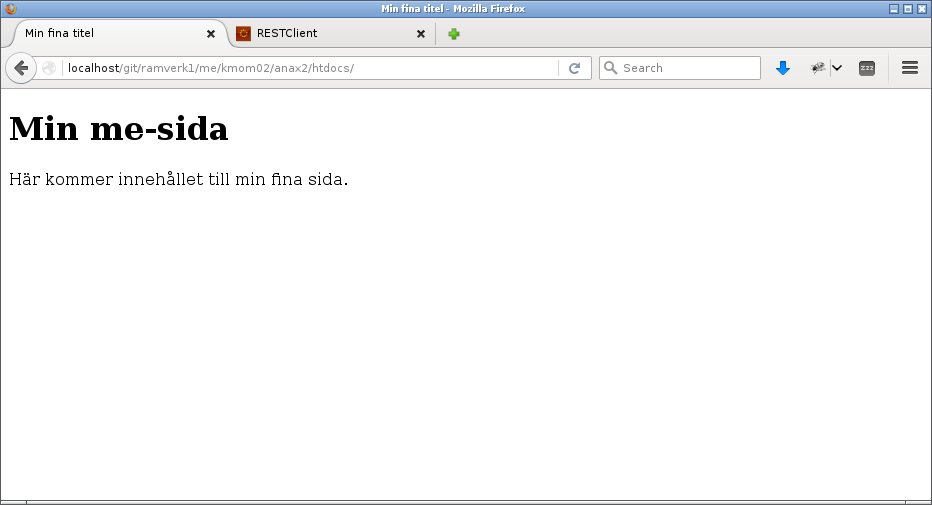 Min fina titel - Mozilla Firefox
Min fina titel RESTClient
localhost/git/ramverk1/me/kmom02/anax2/htdocs/ Search zzz
Min me-sida
Här kommer innehållet till min fina sida.